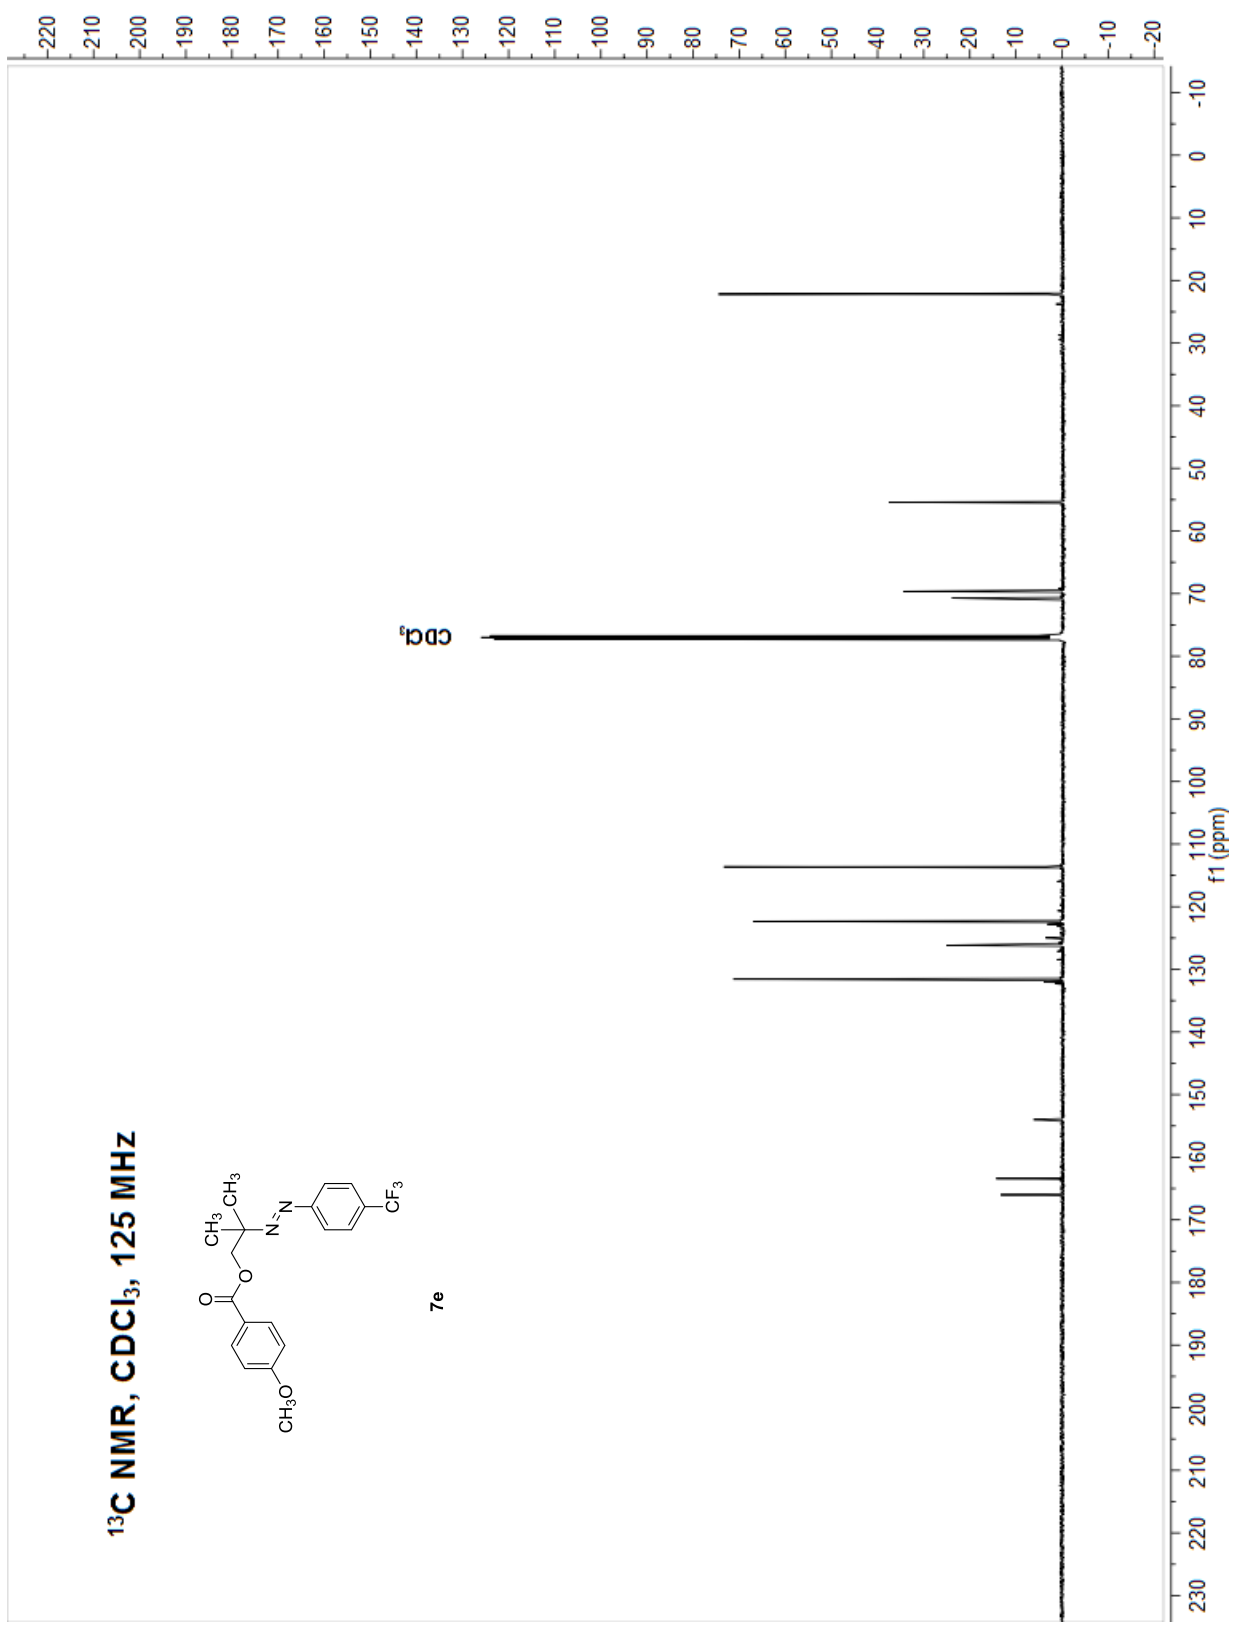 ¹³C NMR, CDCl₃, 125 MHz
CH₃
CH₃
O
O
N
N
CH₃O
CF₃
7e
CDCl₃
220
210
200
190
180
170
160
150
140
130
120
110
100
90
80
70
60
50
40
30
20
10
0
-10
-20
230 220 210 200 190 180 170 160 150 140 130 120 110 100 90 80 70 60 50 40 30 20 10 0 -10
f1 (ppm)